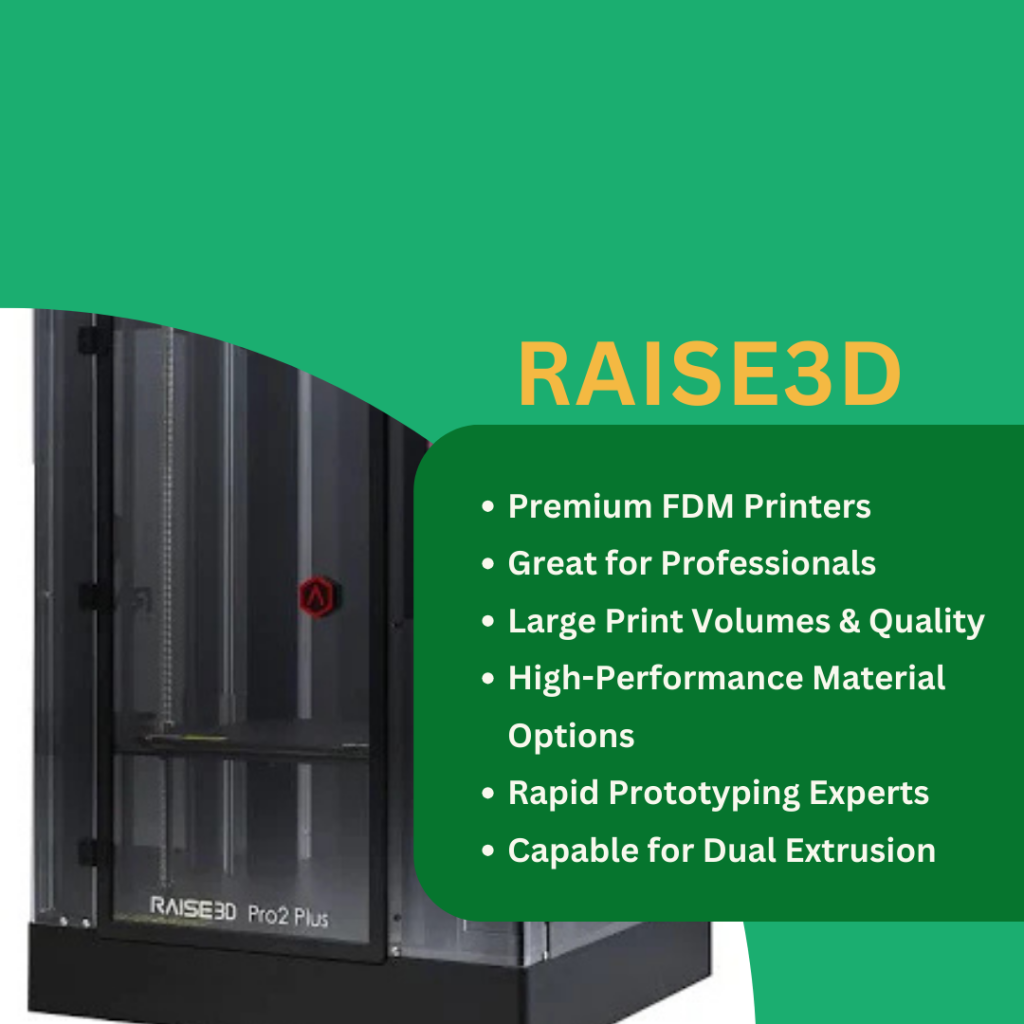 RAISE3D
• Premium FDM Printers
• Great for Professionals
• Large Print Volumes & Quality
• High-Performance Material
Options
• Rapid Prototyping Experts
• Capable for Dual Extrusion
RAISE3D Pro2 Plus